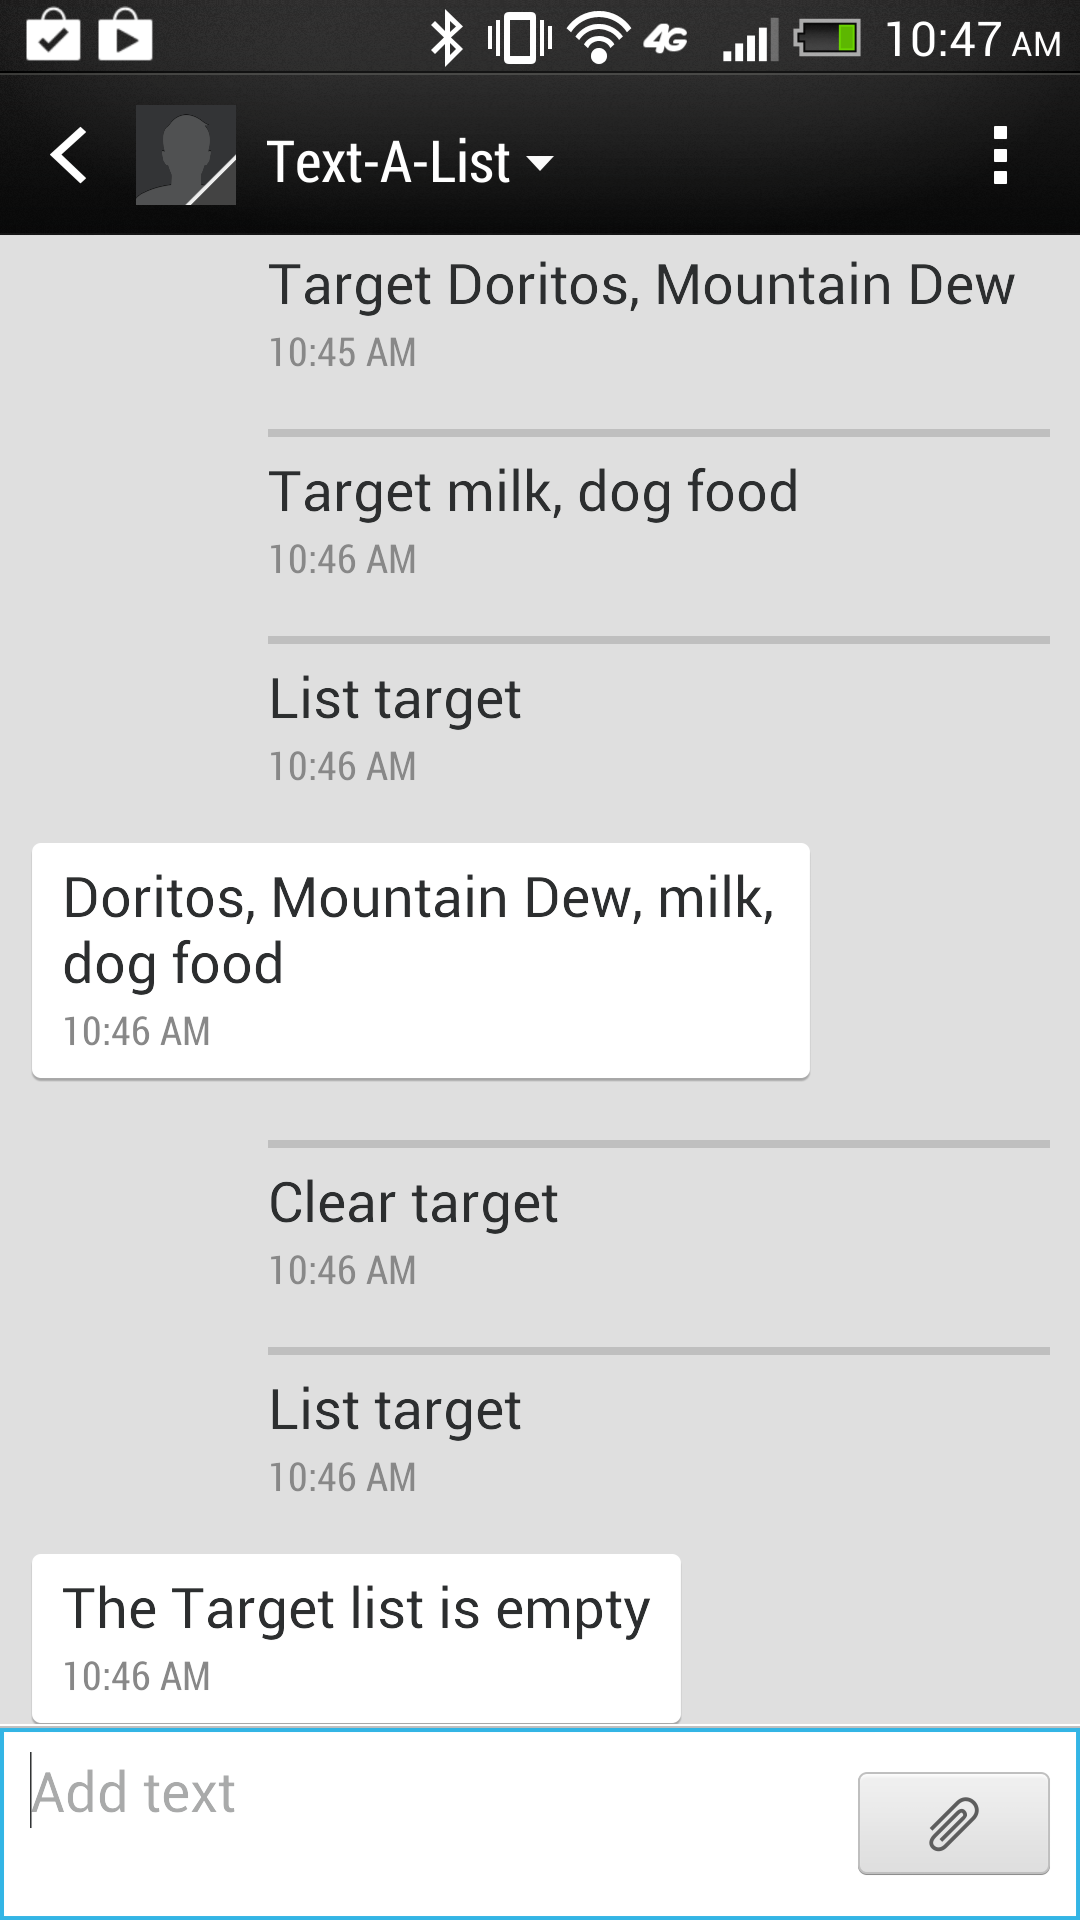 4G 10:47 AM
Text-A-List
Target Doritos, Mountain Dew
10:45 AM
Target milk, dog food
10:46 AM
List target
10:46 AM
Doritos, Mountain Dew, milk,
dog food
10:46 AM
Clear target
10:46 AM
List target
10:46 AM
The Target list is empty
10:46 AM
Add text